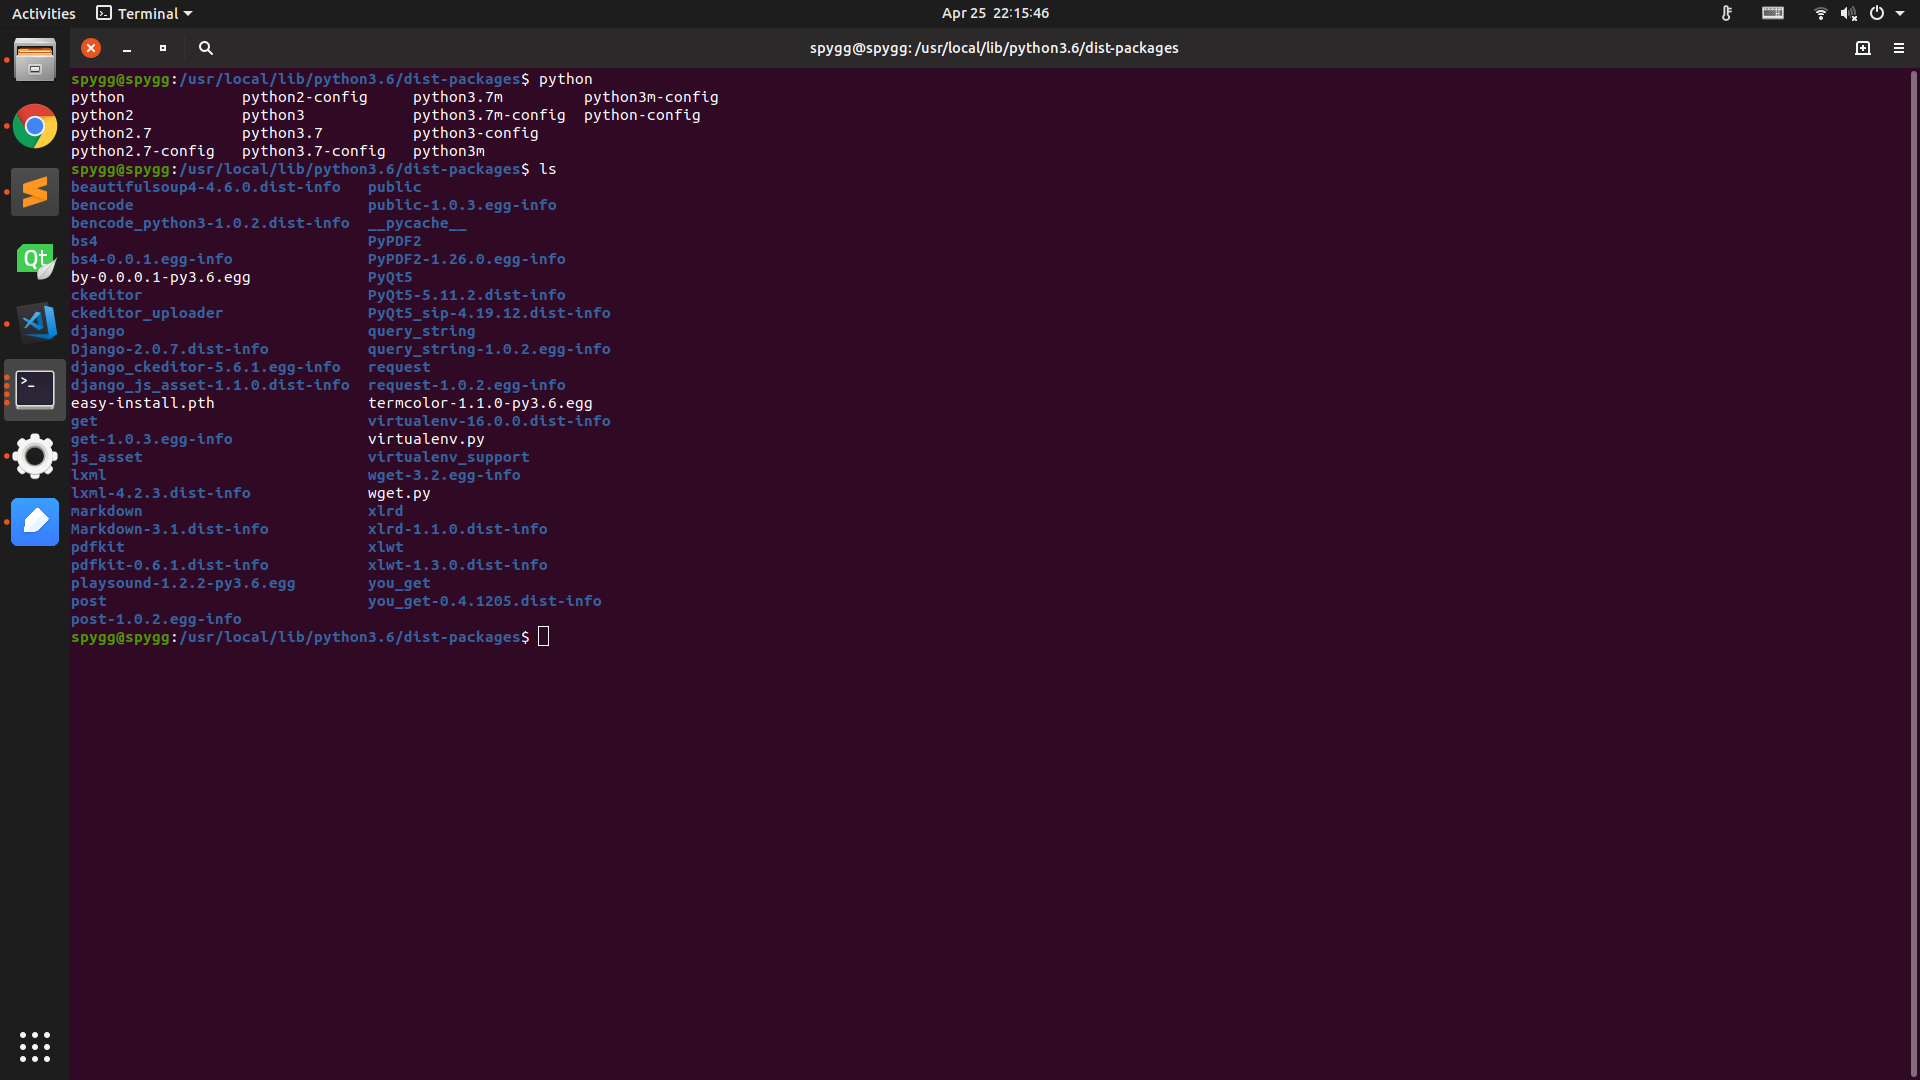 Activities Terminal Apr 25 22:15:46
spygg@spygg: /usr/local/lib/python3.6/dist-packages
spygg@spygg:/usr/local/lib/python3.6/dist-packages$ python
python python2-config python3.7m python3m-config
python2 python3 python3.7m-config python-config
python2.7 python3.7 python3-config
python2.7-config python3.7-config python3m
spygg@spygg:/usr/local/lib/python3.6/dist-packages$ ls
beautifulsoup4-4.6.0.dist-info public
bencode public-1.0.3.egg-info
bencode_python3-1.0.2.dist-info __pycache__
bs4 PyPDF2
bs4-0.0.1.egg-info PyPDF2-1.26.0.egg-info
by-0.0.0.1-py3.6.egg PyQt5
ckeditor PyQt5-5.11.2.dist-info
ckeditor_uploader PyQt5_sip-4.19.12.dist-info
django query_string
Django-2.0.7.dist-info query_string-1.0.2.egg-info
django_ckeditor-5.6.1.egg-info request
django_js_asset-1.1.0.dist-info request-1.0.2.egg-info
easy-install.pth termcolor-1.1.0-py3.6.egg
get virtualenv-16.0.0.dist-info
get-1.0.3.egg-info virtualenv.py
js_asset virtualenv_support
lxml wget-3.2.egg-info
lxml-4.2.3.dist-info wget.py
markdown xlrd
Markdown-3.1.dist-info xlrd-1.1.0.dist-info
pdfkit xlwt
pdfkit-0.6.1.dist-info xlwt-1.3.0.dist-info
playsound-1.2.2-py3.6.egg you_get
post you_get-0.4.1205.dist-info
post-1.0.2.egg-info
spygg@spygg:/usr/local/lib/python3.6/dist-packages$
Qt
>_